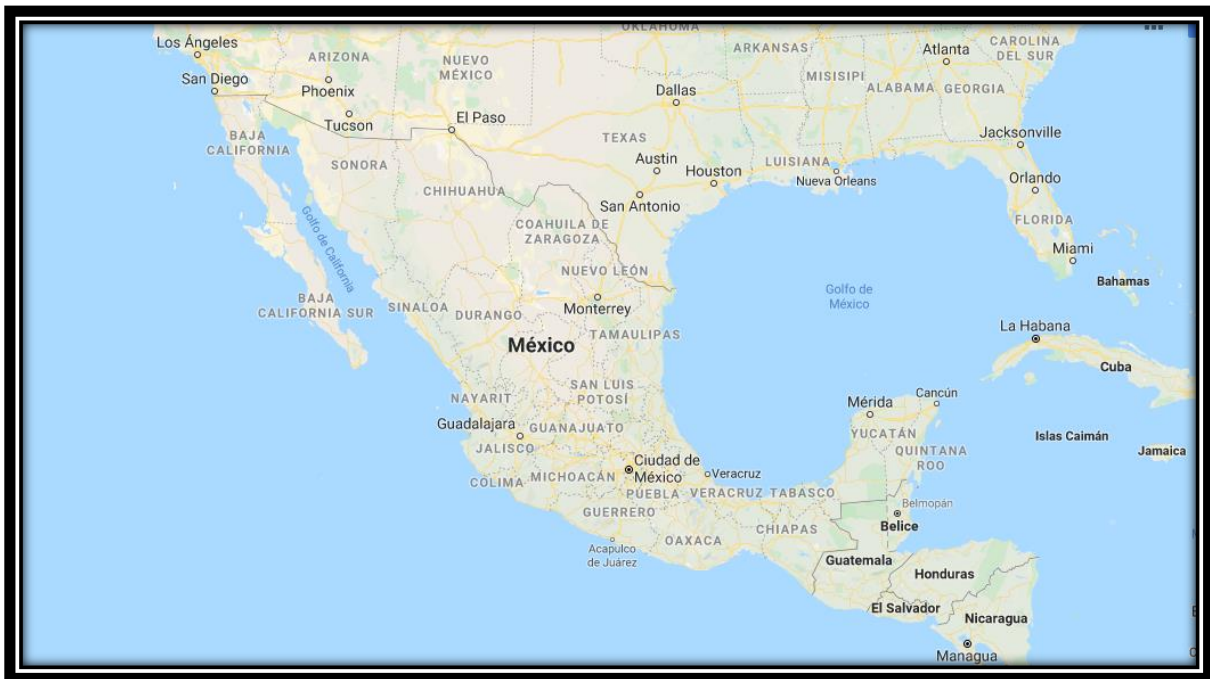 OKLAHOMA
Los Ángeles
ARIZONA
NUEVO
MÉXICO
ARKANSAS
Atlanta
CAROLINA
DEL SUR
San Diego
Phoenix
Dallas
MISISIPI
ALABAMA
GEORGIA
Tucson
El Paso
BAJA
CALIFORNIA
SONORA
TEXAS
Jacksonville
CHIHUAHUA
Austin
Houston
LUISIANA
Nueva Orleans
Orlando
San Antonio
Golfo de California
COAHUILA DE
ZARAGOZA
FLORIDA
Miami
NUEVO LEÓN
Bahamas
Golfo de
México
BAJA
CALIFORNIA SUR
SINALOA
DURANGO
Monterrey
La Habana
México
TAMAULIPAS
Cuba
NAYARIT
SAN LUIS
POTOSÍ
Mérida
Cancún
Guadalajara
GUANAJUATO
YUCATÁN
Islas Caimán
JALISCO
QUINTANA
ROO
Jamaica
COLIMA
MICHOACÁN
Ciudad de
México
Veracruz
PUEBLA
VERACRUZ
TABASCO
Belmopán
GUERRERO
Belice
OAXACA
CHIAPAS
Acapulco
de Juárez
Guatemala
Honduras
El Salvador
Nicaragua
Managua